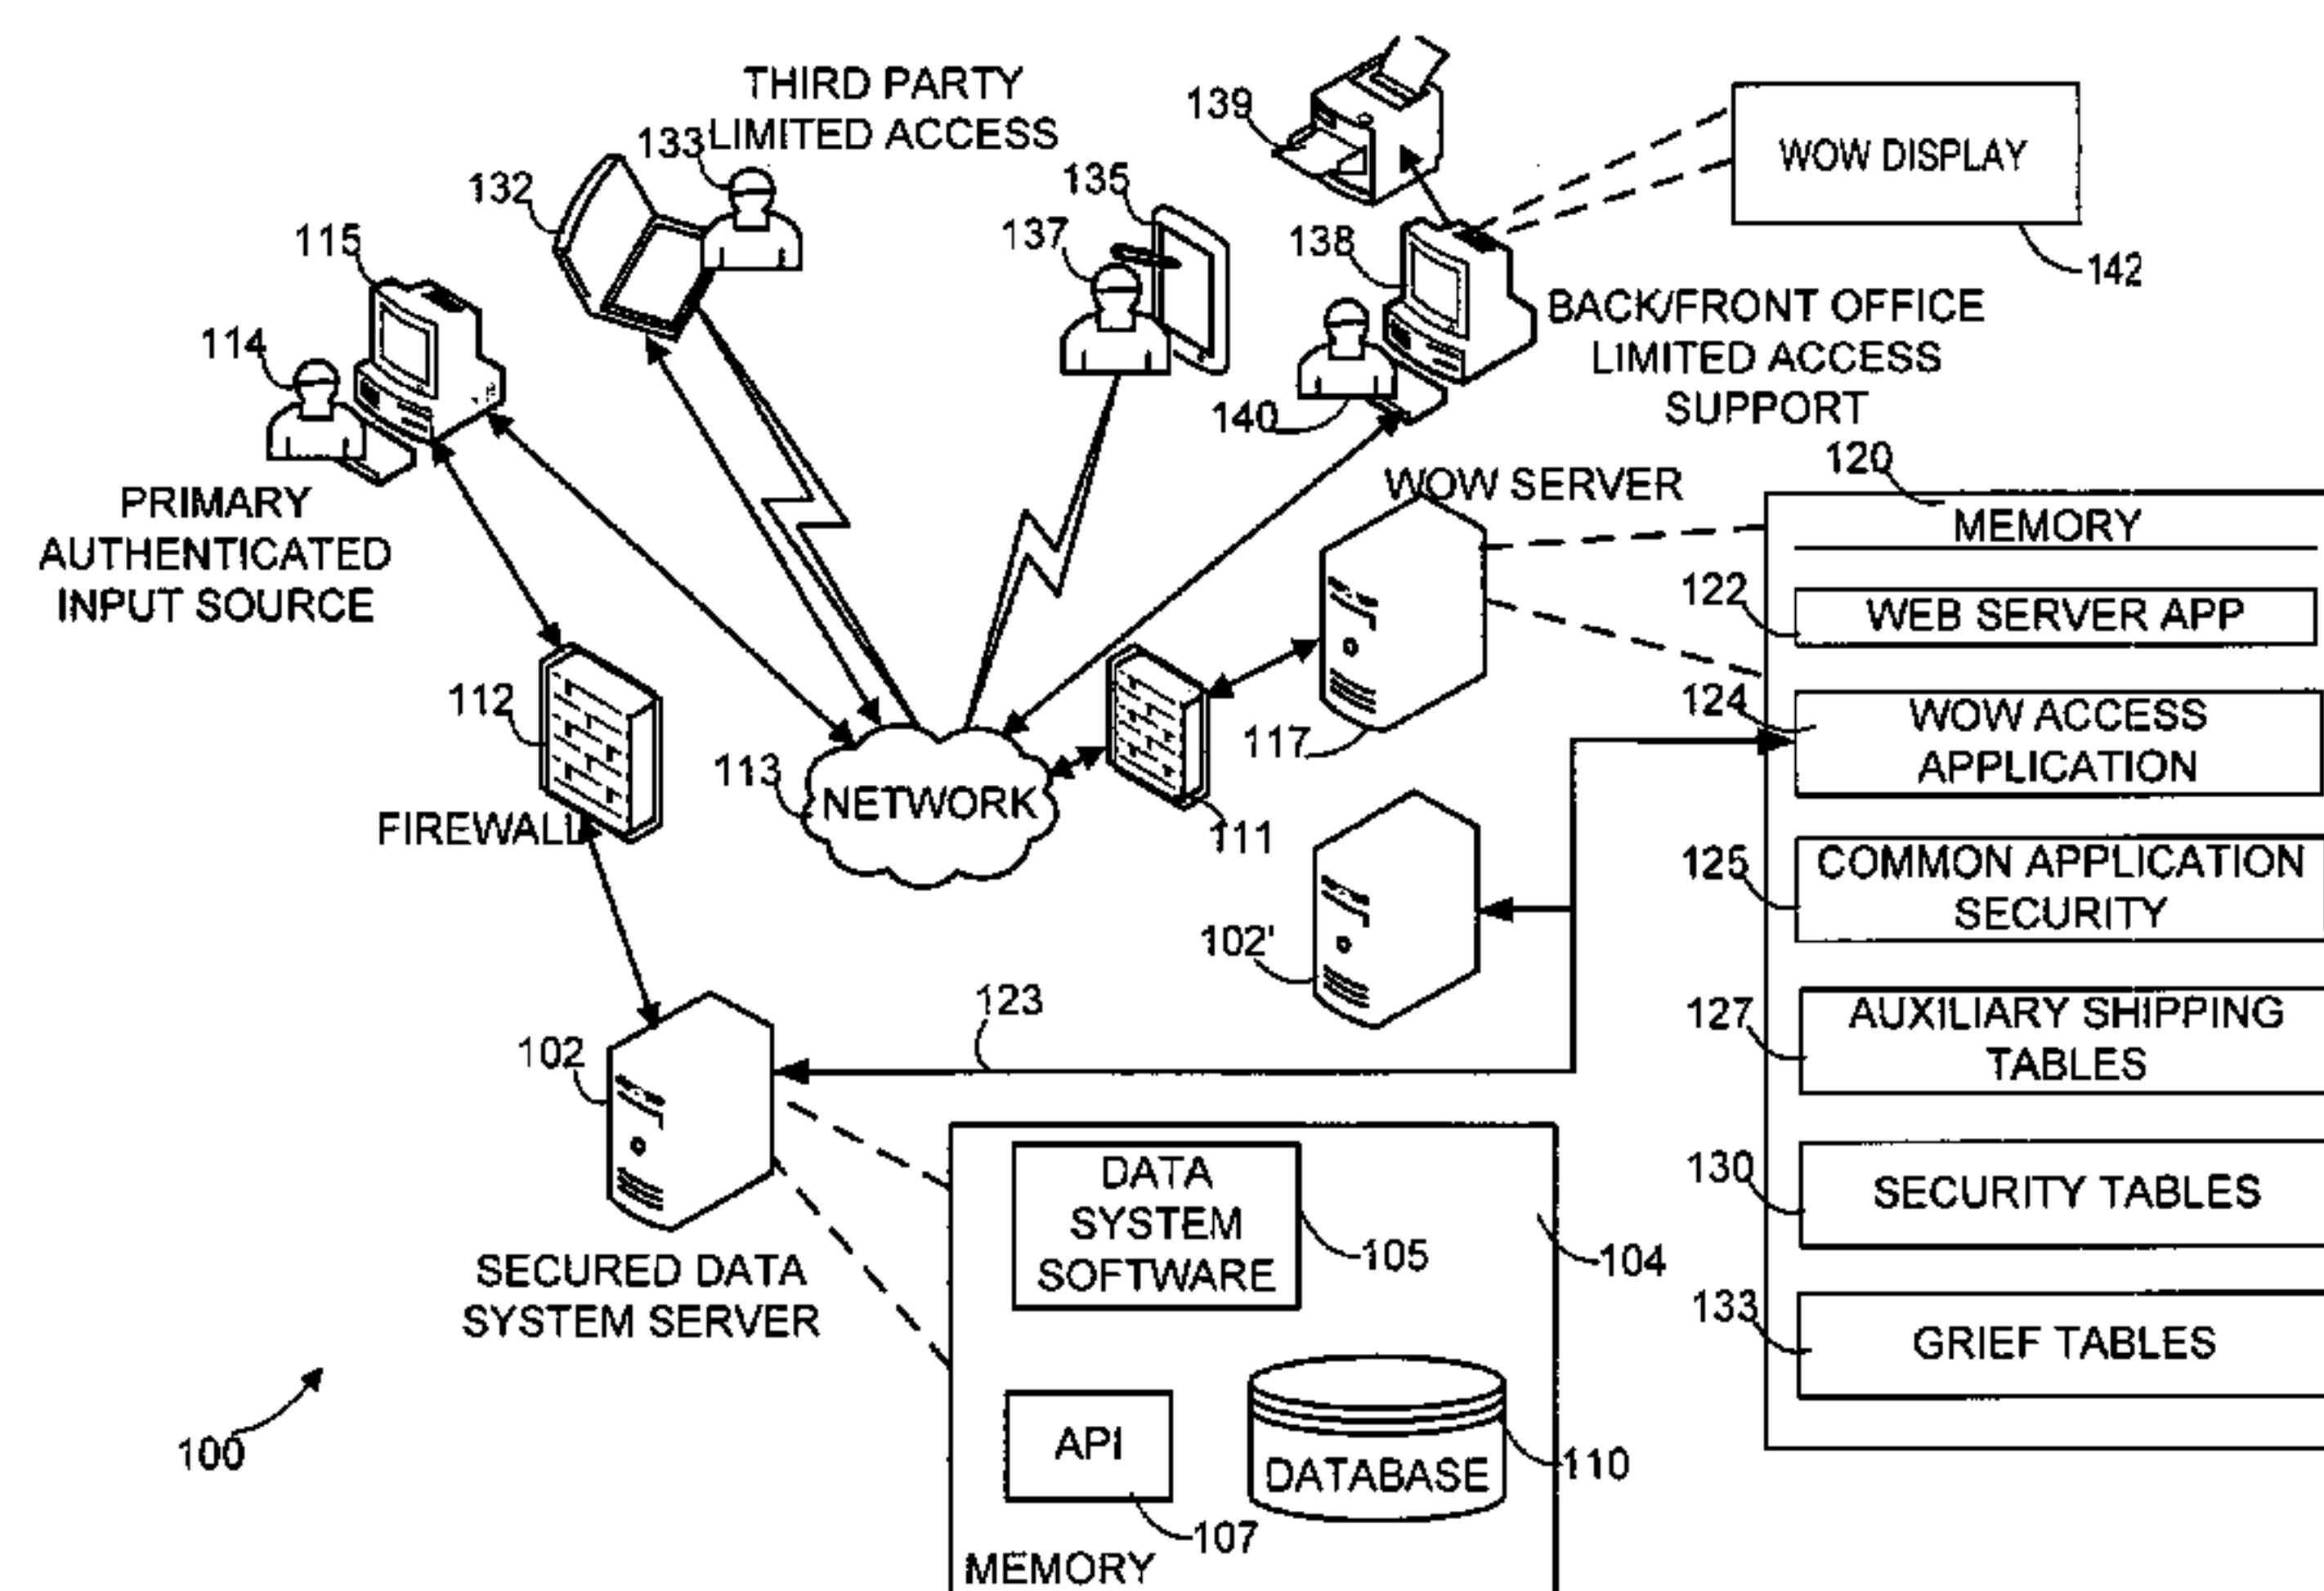 THIRD PARTY
LIMITED ACCESS
139
WOW DISPLAY
142
132
133
135
137
138
115
114
140
BACK/FRONT OFFICE
LIMITED ACCESS
SUPPORT
PRIMARY
AUTHENTICATED
INPUT SOURCE
WOW SERVER
117
120
MEMORY
122
WEB SERVER APP
124
WOW ACCESS
APPLICATION
125
COMMON APPLICATION
SECURITY
127
AUXILIARY SHIPPING
TABLES
130
SECURITY TABLES
133
GRIEF TABLES
112
FIREWALL
113
NETWORK
111
102'
123
102
SECURED DATA
SYSTEM SERVER
DATA
SYSTEM
SOFTWARE
105
104
API
107
DATABASE
110
MEMORY
100